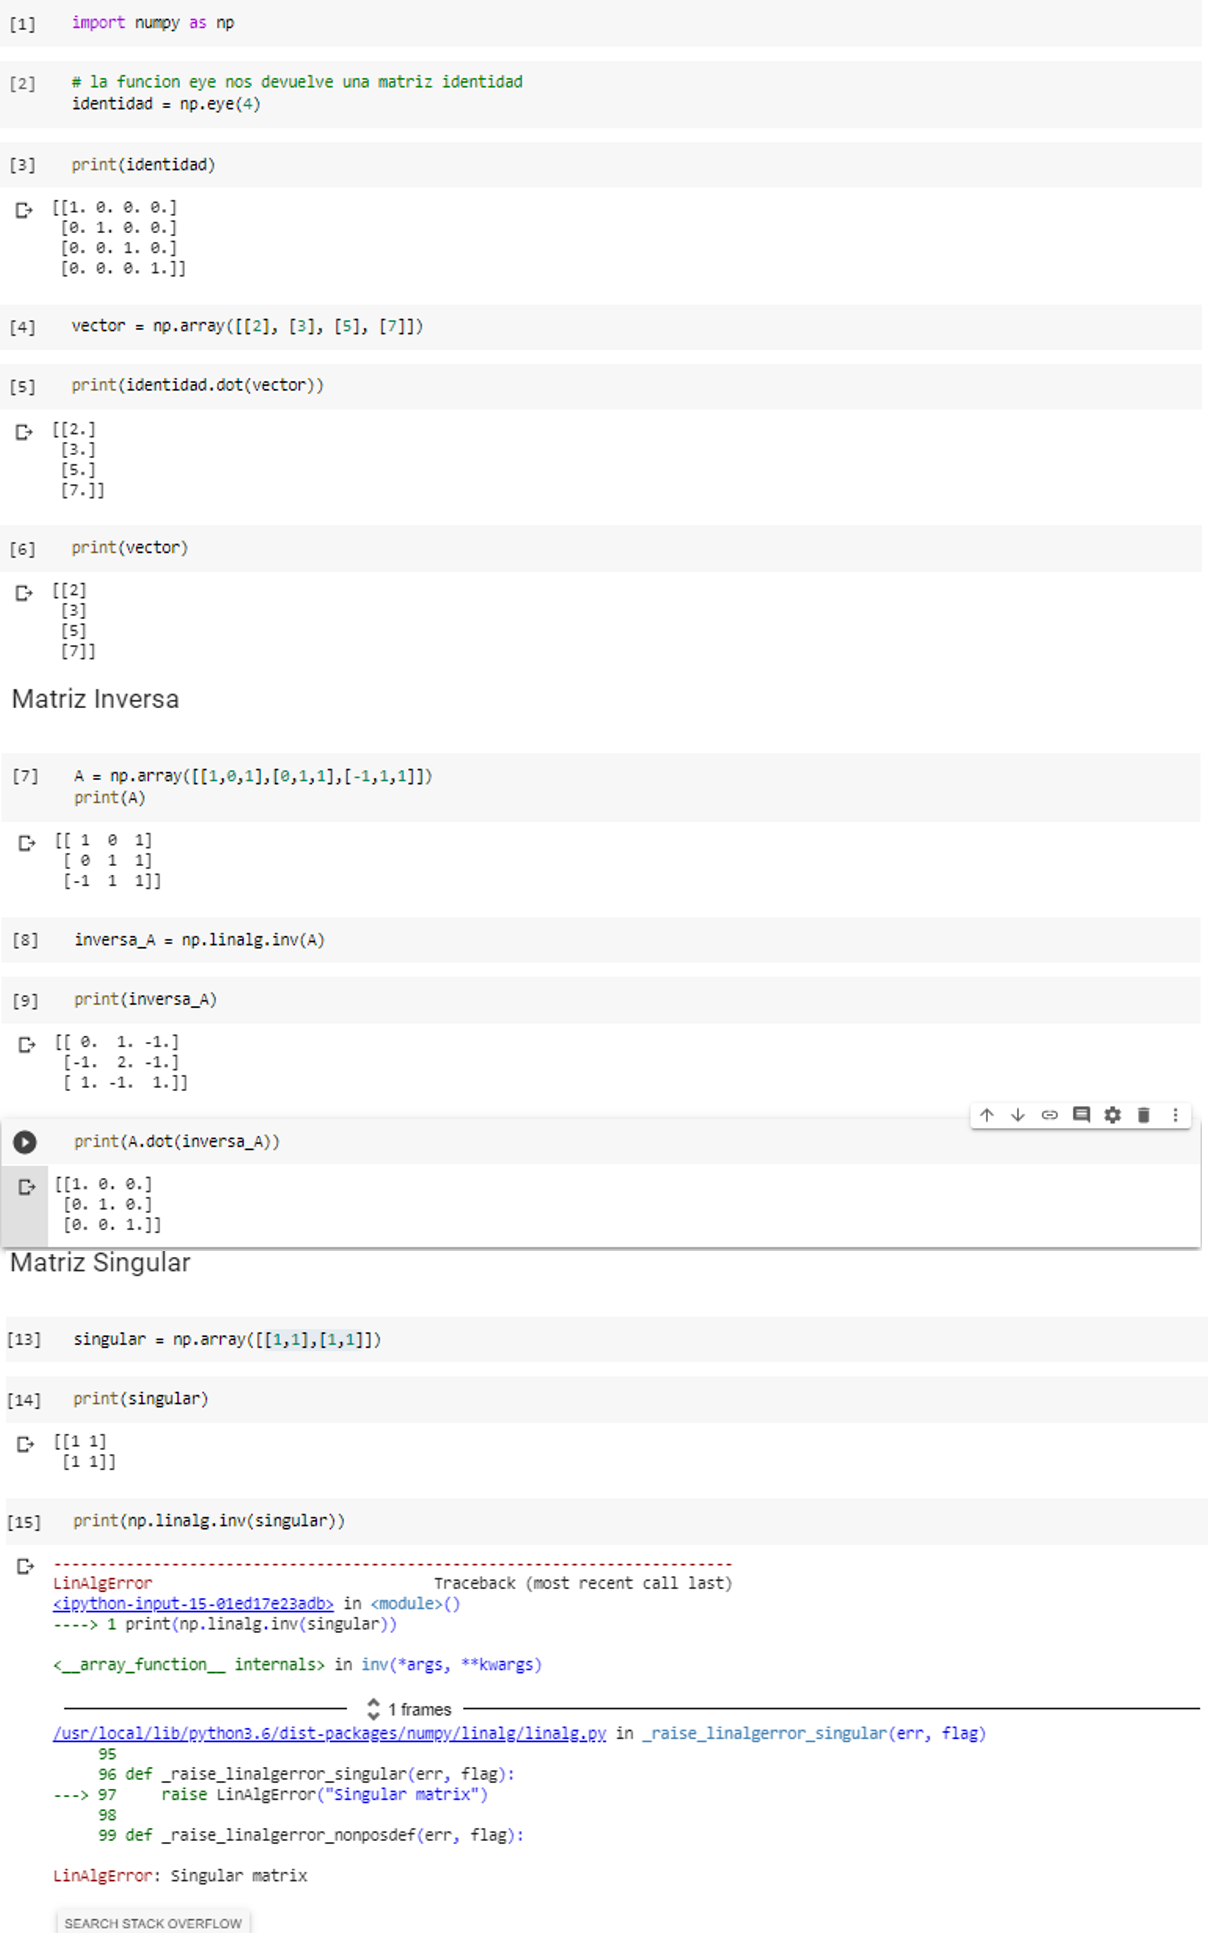 [1] import numpy as np
[2] # la funcion eye nos devuelve una matriz identidad
identidad = np.eye(4)
[3] print(identidad)
[[1. 0. 0. 0.]
[0. 1. 0. 0.]
[0. 0. 1. 0.]
[0. 0. 0. 1.]]
[4] vector = np.array([[2], [3], [5], [7]])
[5] print(identidad.dot(vector))
[[2.]
[3.]
[5.]
[7.]]
[6] print(vector)
[[2]
[3]
[5]
[7]]
Matriz Inversa
[7] A = np.array([[1,0,1],[0,1,1],[-1,1,1]])
print(A)
[[ 1 0 1]
[ 0 1 1]
[-1 1 1]]
[8] inversa_A = np.linalg.inv(A)
[9] print(inversa_A)
[[ 0. 1. -1.]
[-1. 2. -1.]
[ 1. -1. 1.]]
print(A.dot(inversa_A))
[[1. 0. 0.]
[0. 1. 0.]
[0. 0. 1.]]
Matriz Singular
[13] singular = np.array([[1,1],[1,1]])
[14] print(singular)
[[1 1]
[1 1]]
[15] print(np.linalg.inv(singular))
---------------------------------------------------------------------------
LinAlgError Traceback (most recent call last)
<ipython-input-15-01ed17e23adb> in <module>()
----> 1 print(np.linalg.inv(singular))
<__array_function__ internals> in inv(*args, **kwargs)
1 frames
/usr/local/lib/python3.6/dist-packages/numpy/linalg/linalg.py in _raise_linalgerror_singular(err, flag)
95
96 def _raise_linalgerror_singular(err, flag):
---> 97 raise LinAlgError("Singular matrix")
98
99 def _raise_linalgerror_nonposdef(err, flag):
LinAlgError: Singular matrix
SEARCH STACK OVERFLOW